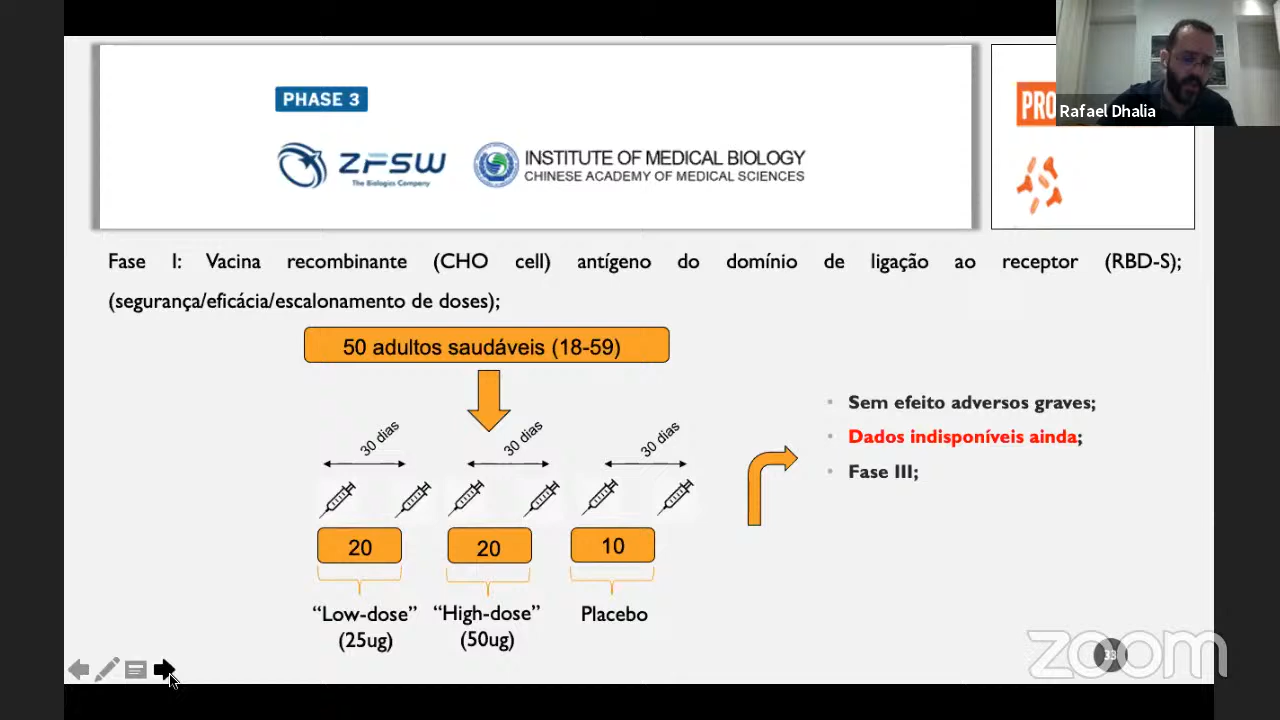 PHASE 3
ZFSW
The Biologics Company
INSTITUTE OF MEDICAL BIOLOGY
CHINESE ACADEMY OF MEDICAL SCIENCES
PRO
Rafael Dhalia
Fase I: Vacina recombinante (CHO cell) antígeno do domínio de ligação ao receptor (RBD-S);
(segurança/eficácia/escalonamento de doses);
50 adultos saudáveis (18-59)
30 dias
30 dias
30 dias
20
20
10
“Low-dose”
(25ug)
“High-dose”
(50ug)
Placebo
• Sem efeito adversos graves;
• Dados indisponíveis ainda;
• Fase III;
33
zoom